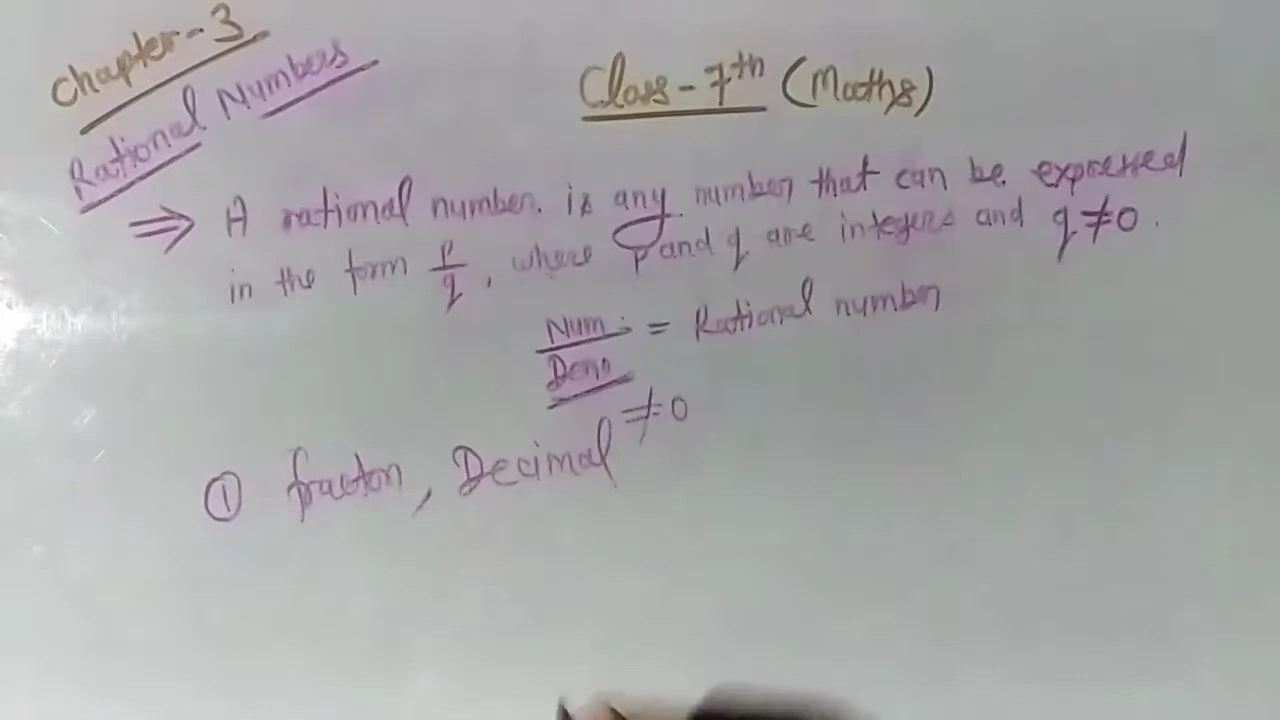 Chapter-3
Rational Numbers
Class-7th (Maths)
⇒ A rational number is any number that can be expressed
in the form p/q, where p and q are integers and q≠0.
Num/Deno = Rational number
≠0
① fraction, Decimal